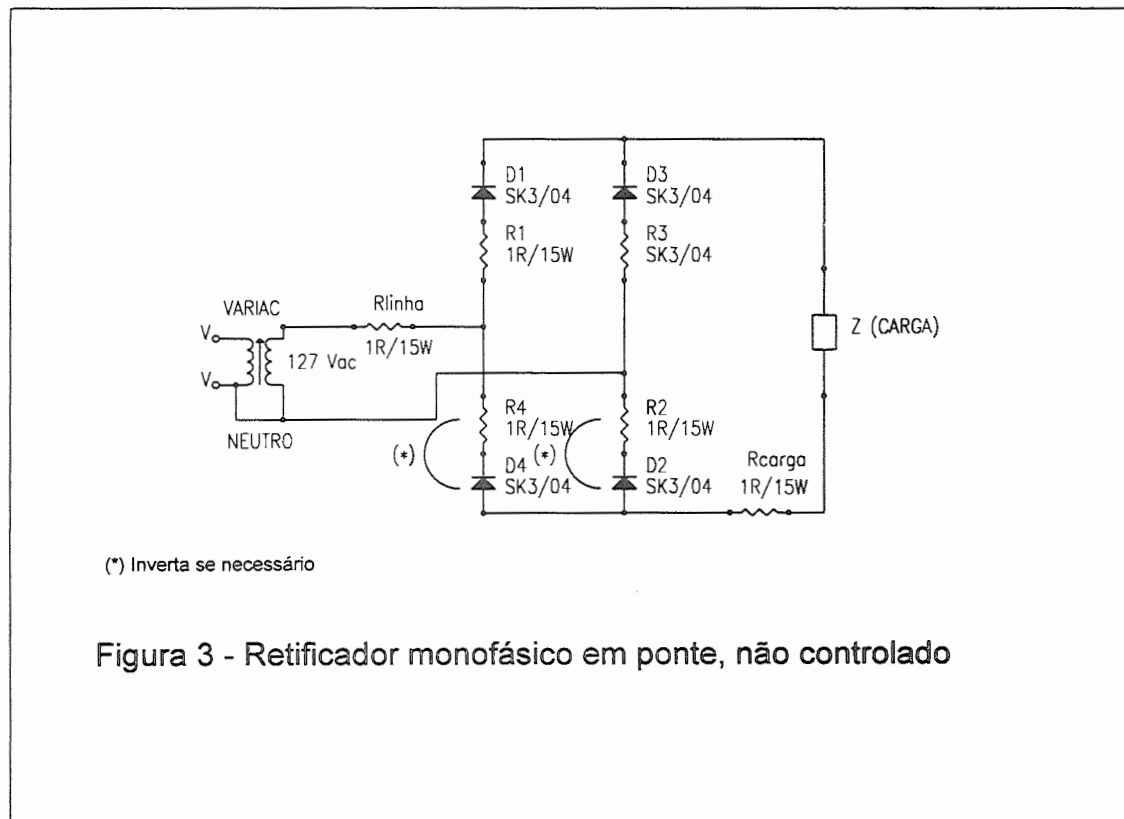 D1
SK3/04
D3
SK3/04
R1
1R/15W
R3
SK3/04
VARIAC
Rlinha
V
Z (CARGA)
127 Vac
1R/15W
V
NEUTRO
R4
1R/15W
R2
1R/15W
(*)
(*)
D4
SK3/04
D2
SK3/04
Rcarga
1R/15W
(*) Inverta se necessário
Figura 3 - Retificador monofásico em ponte, não controlado